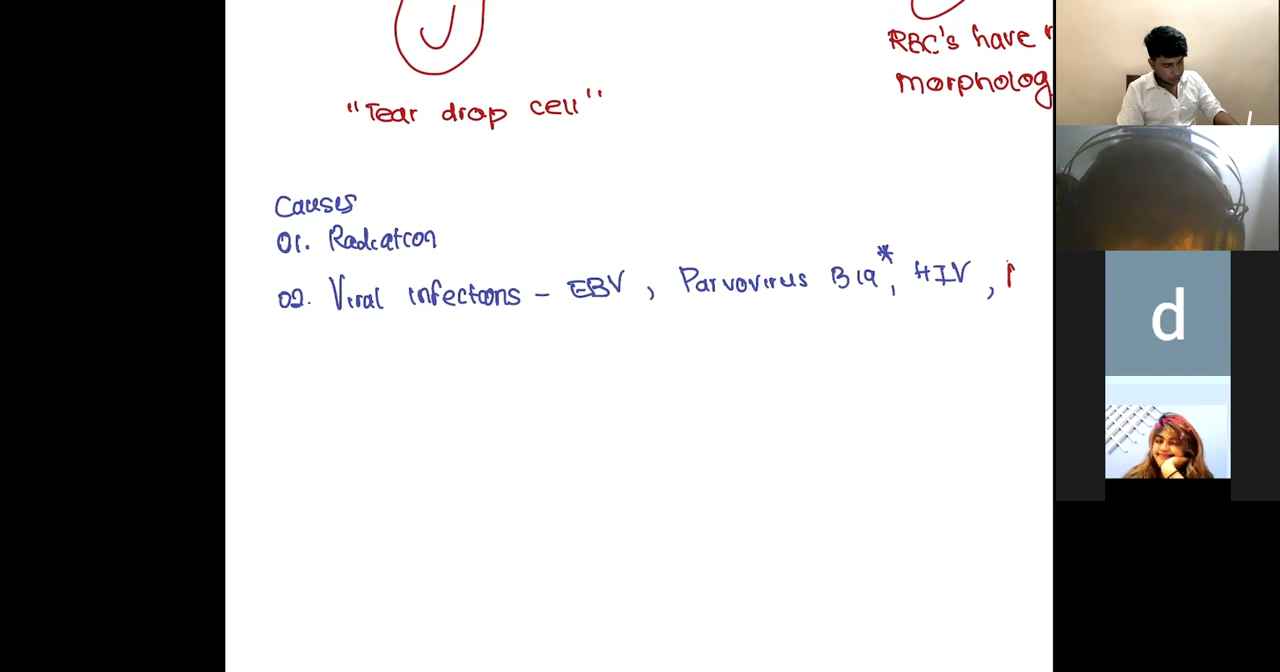 RBC's have
"Tear drop cell"
morpholog
Causes
01. Radiation
02. Viral infections – EBV, Parvovirus B19*, HIV,
d